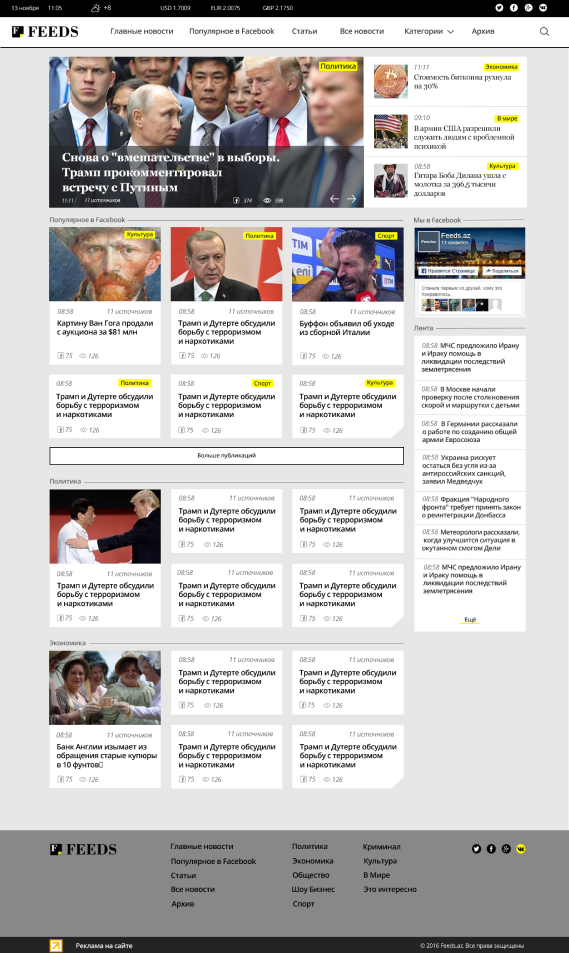 13 ноября 11:05 +8 USD 1.7009 EUR 2.0075 GBP 2.1750
FEEDS Главные новости Популярное в Facebook Статьи Все новости Категории Архив
Политика
Снова о "вмешательстве" в выборы.
Трамп прокомментировал
встречу с Путиным
11:11 11 источников 374 598
11:11 Экономика
Стоимость биткоина рухнула
на 30%
09:10 В мире
В армии США разрешили
служить людям с проблемной
психикой
08:58 Культура
Гитара Боба Дилана ушла с
молотка за 396,5 тысячи
долларов
Популярное в Facebook
Культура
08:58 11 источников
Картину Ван Гога продали
с аукциона за $81 млн
75 126
Политика
08:58 11 источников
Трамп и Дутерте обсудили
борьбу с терроризмом
и наркотиками
75 126
Спорт
08:58 11 источников
Буффон объявил об уходе
из сборной Италии
75 126
08:58 Политика
Трамп и Дутерте обсудили
борьбу с терроризмом
и наркотиками
75 126
08:58 Спорт
Трамп и Дутерте обсудили
борьбу с терроризмом
и наркотиками
75 126
08:58 Культура
Трамп и Дутерте обсудили
борьбу с терроризмом
и наркотиками
75 126
Больше публикаций
Мы в Facebook
Feeds.az
13 нравится
Нравится Страница Поделиться
Станьте первым из друзей, кому это
понравилось.
Лента
08:58 МЧС предложило Ирану
и Ираку помощь в
ликвидации последствий
землетрясения
08:58 В Москве начали
проверку после столкновения
скорой и маршрутки с детьми
08:58 В Германии рассказали
о работе по созданию общей
армии Евросоюза
08:58 Украина рискует
остаться без угля из-за
антироссийских санкций,
заявил Медведчук
08:58 Фракция "Народного
фронта" требует принять закон
о реинтеграции Донбасса
08:58 Метеорологи рассказали,
когда улучшится ситуация в
окутанном смогом Дели
08:58 МЧС предложило Ирану
и Ираку помощь в
ликвидации последствий
землетрясения
Ещё
Политика
08:58 11 источников
Трамп и Дутерте обсудили
борьбу с терроризмом
и наркотиками
75 126
08:58 11 источников
Трамп и Дутерте обсудили
борьбу с терроризмом
и наркотиками
75 126
08:58 11 источников
Трамп и Дутерте обсудили
борьбу с терроризмом
и наркотиками
75 126
08:58 11 источников
Трамп и Дутерте обсудили
борьбу с терроризмом
и наркотиками
75 126
08:58 11 источников
Трамп и Дутерте обсудили
борьбу с терроризмом
и наркотиками
75 126
Экономика
08:58 11 источников
Банк Англии изымает из
обращения старые купюры
в 10 фунтов
75 126
08:58 11 источников
Трамп и Дутерте обсудили
борьбу с терроризмом
и наркотиками
75 126
08:58 11 источников
Трамп и Дутерте обсудили
борьбу с терроризмом
и наркотиками
75 126
08:58 11 источников
Трамп и Дутерте обсудили
борьбу с терроризмом
и наркотиками
75 126
08:58 11 источников
Трамп и Дутерте обсудили
борьбу с терроризмом
и наркотиками
75 126
FEEDS
Главные новости
Популярное в Facebook
Статьи
Все новости
Архив
Политика
Экономика
Общество
Шоу Бизнес
Спорт
Криминал
Культура
В Мире
Это интересно
Реклама на сайте
© 2016 Feeds.az. Все права защищены